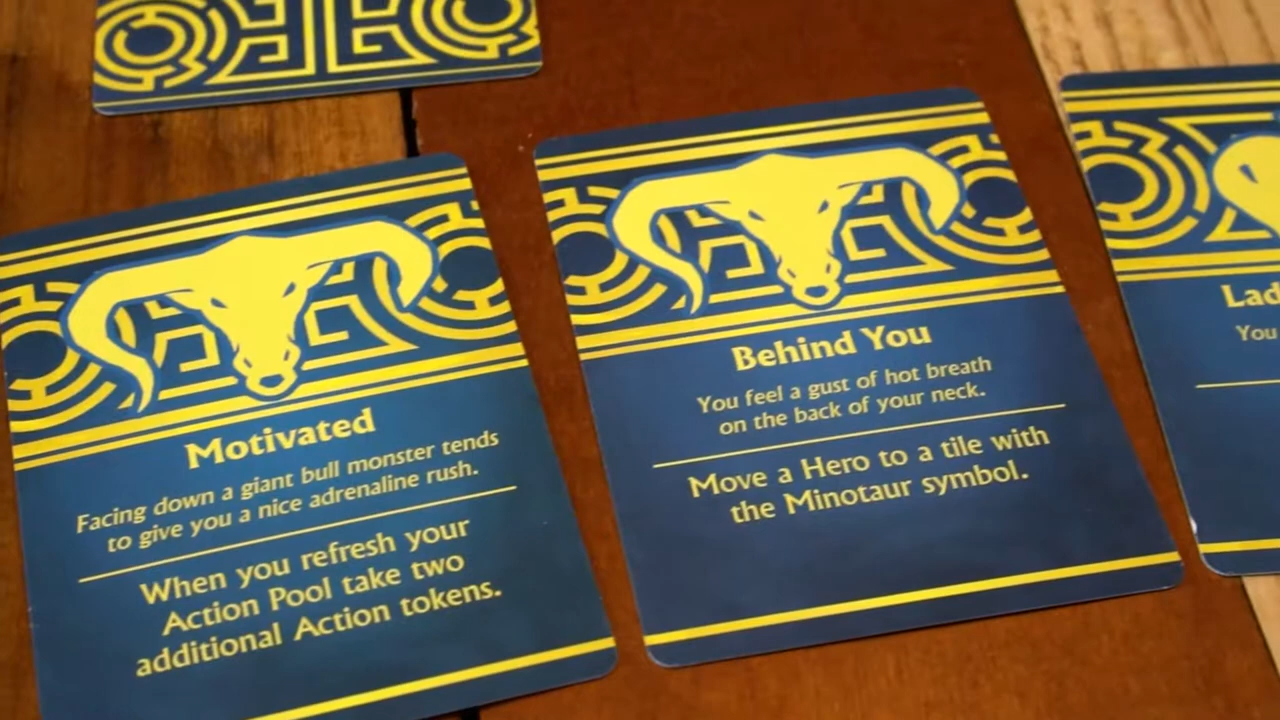 Motivated
Facing down a giant bull monster tends
to give you a nice adrenaline rush.
When you refresh your
Action Pool take two
additional Action tokens.
Behind You
You feel a gust of hot breath
on the back of your neck.
Move a Hero to a tile with
the Minotaur symbol.
You